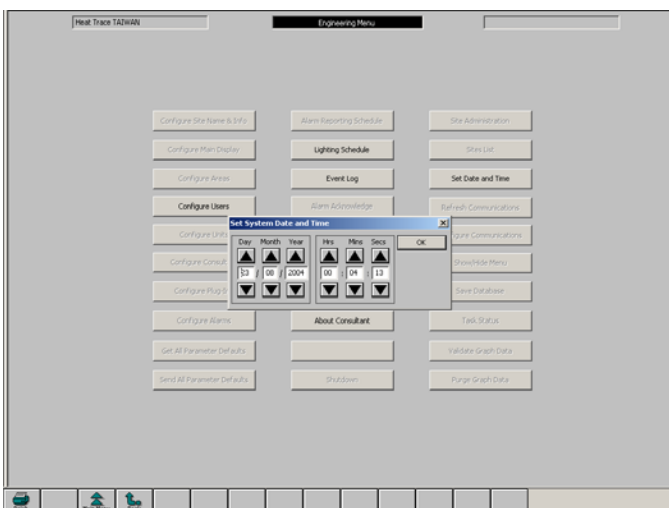 Heat Trace TAIWAN
Engineering Menu
Configure Site Name & Info
Alarm Reporting Schedule
Site Administration
Configure Main Display
Lighting Schedule
Sites List
Configure Areas
Event Log
Set Date and Time
Configure Users
Alarm Acknowledge
Refresh Communications
Set System Date and Time
Configure Units
gure Communications
Day Month Year Hrs Mins Secs OK
/ 08 / 2004 00 : 04 : 13
Configure Consult
Show/Hide Menu
Configure Plug-
Save Database
Configure Alarms
About Consultant
Task Status
Get All Parameter Defaults
Validate Graph Data
Send All Parameter Defaults
Shutdown
Purge Graph Data